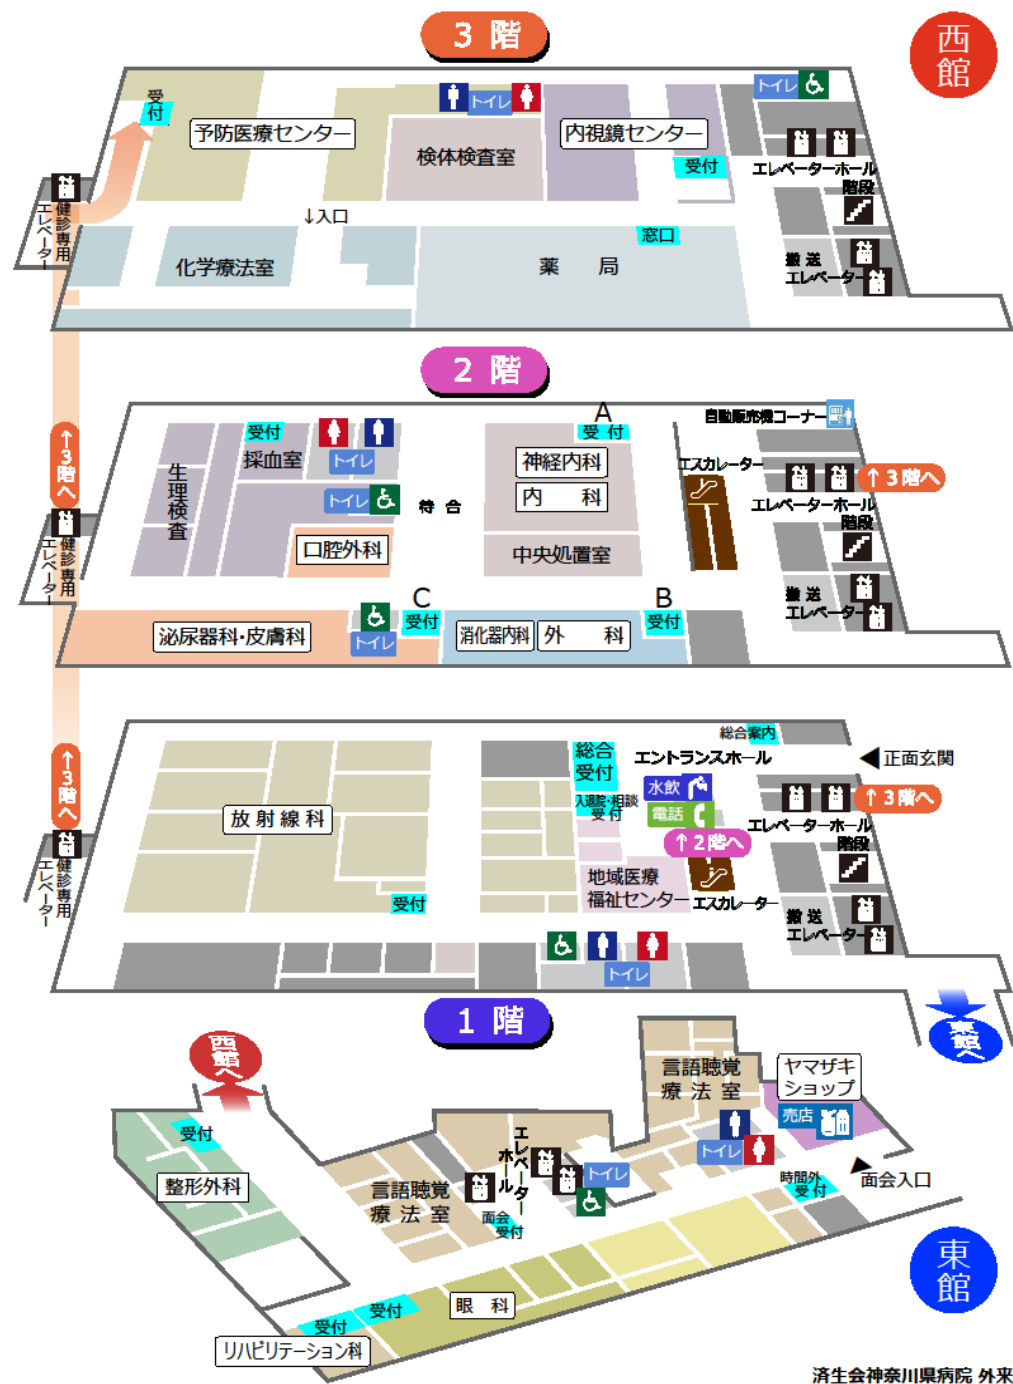 3 階
西館
受付
予防医療センター
トイレ
検体検査室
内視鏡センター
受付
トイレ
エレベーターホール
階段
健診専用
エレベーター
↓入口
化学療法室
窓口
薬 局
搬送
エレベーター
2 階
↑3階へ
受付
採血室
トイレ
トイレ
生理検査
口腔外科
待 合
A
受 付
神経内科
内 科
中央処置室
自動販売機コーナー
エスカレーター
↑3階へ
エレベーターホール
階段
健診専用
エレベーター
泌尿器科・皮膚科
トイレ
C
受付
消化器内科
外 科
B
受付
搬送
エレベーター
↑3階へ
放射線科
受付
総合
受付
入退院・相談
受付
総合案内
エントランスホール
正面玄関
水飲
電話
↑2階へ
↑3階へ
エレベーターホール
階段
健診専用
エレベーター
地域医療
福祉センター
エスカレーター
搬送
エレベーター
トイレ
東館へ
1 階
西館へ
受付
整形外科
言語聴覚
療法室
エレベーター
ホール
面会
受付
トイレ
言語聴覚
療法室
トイレ
ヤマザキ
ショップ
売店
時間外
受付
面会入口
東館
受付
受付
眼 科
リハビリテーション科
済生会神奈川県病院 外来